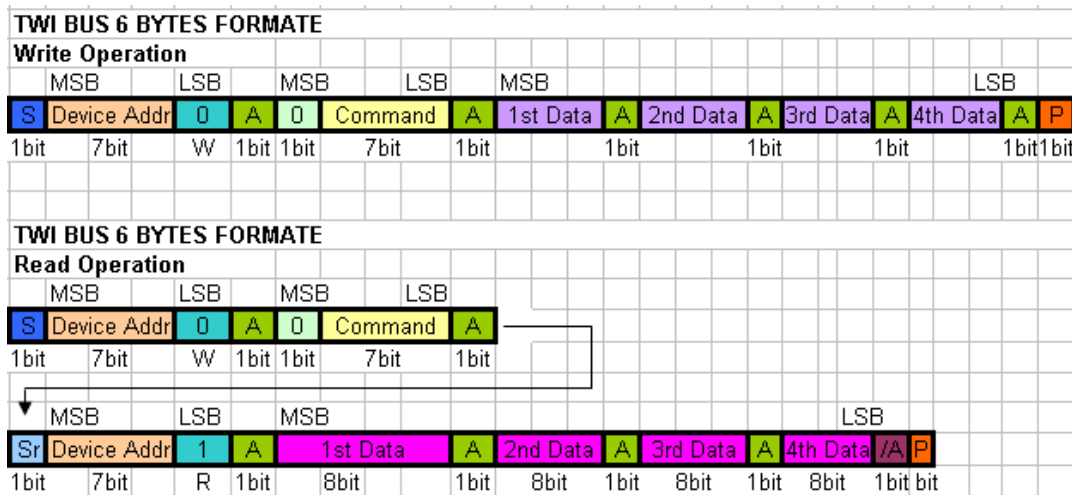 TWI BUS 6 BYTES FORMATE
Write Operation
MSB LSB MSB LSB MSB LSB
S Device Addr 0 A 0 Command A 1st Data A 2nd Data A 3rd Data A 4th Data A P
1bit 7bit W 1bit 1bit 7bit 1bit 1bit 1bit 1bit 1bit 1bit
TWI BUS 6 BYTES FORMATE
Read Operation
MSB LSB MSB LSB
S Device Addr 0 A 0 Command A
1bit 7bit W 1bit 1bit 7bit 1bit
MSB LSB MSB LSB
Sr Device Addr 1 A 1st Data A 2nd Data A 3rd Data A 4th Data /A P
1bit 7bit R 1bit 8bit 1bit 8bit 1bit 8bit 1bit 8bit 1bit bit